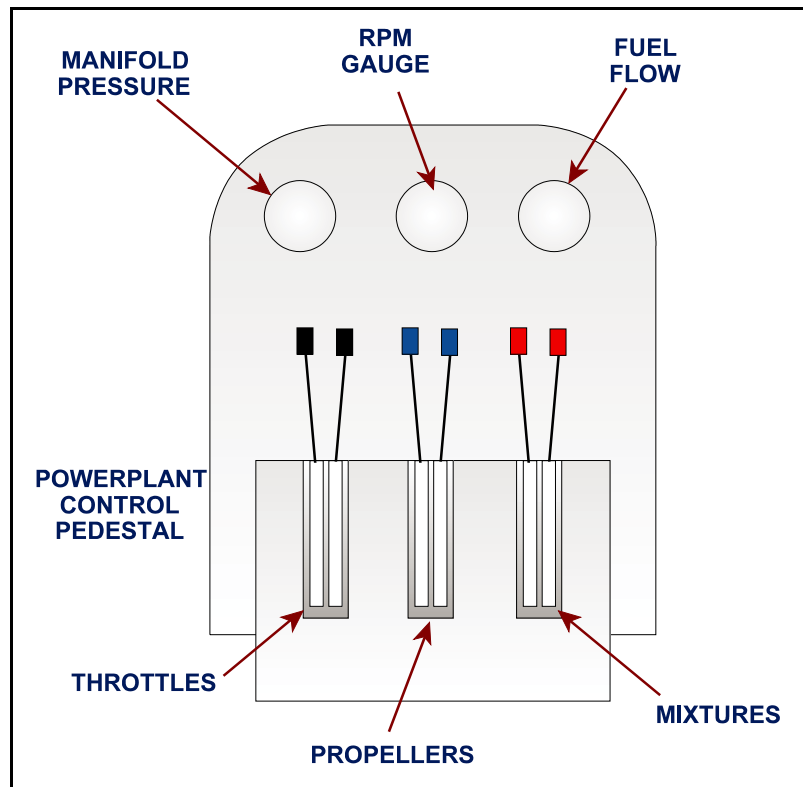 MANIFOLD
PRESSURE
RPM
GAUGE
FUEL
FLOW
POWERPLANT
CONTROL
PEDESTAL
THROTTLES
PROPELLERS
MIXTURES